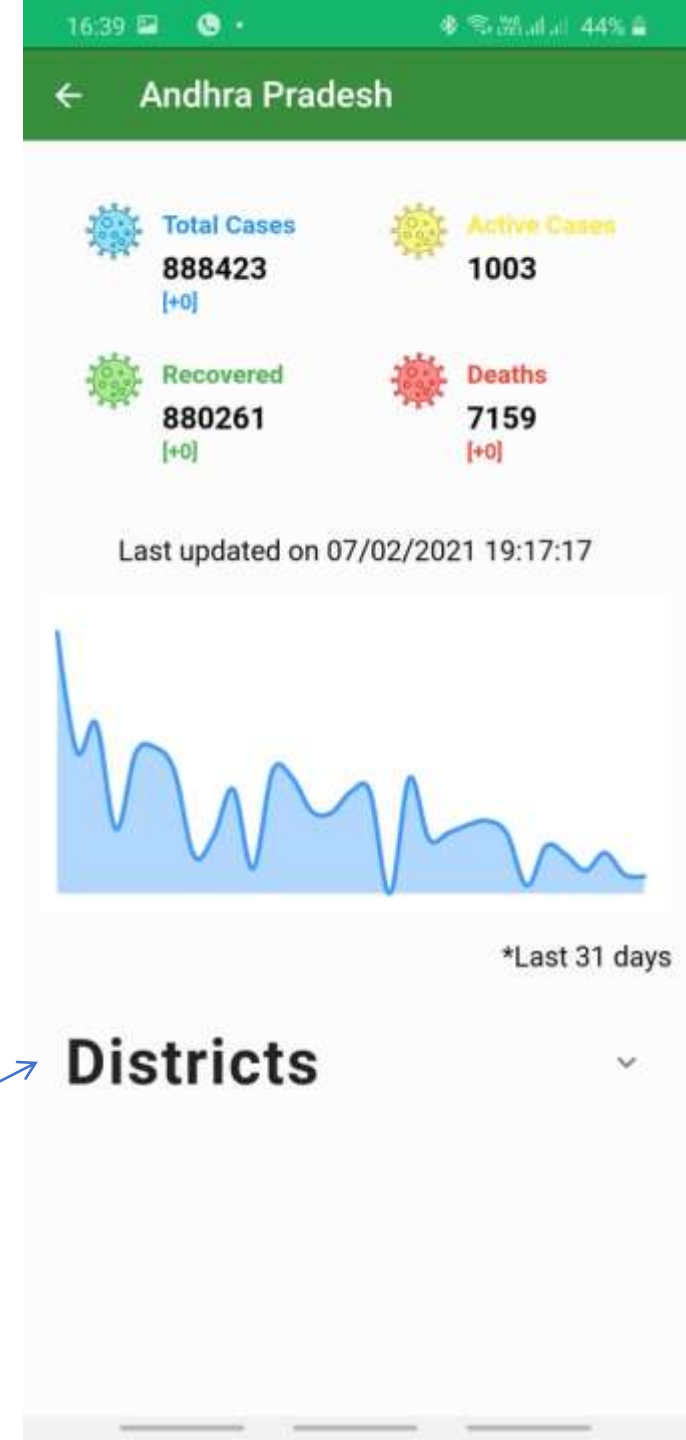 16:39 44%
Andhra Pradesh
Total Cases Active Cases
888423 1003
[+0]
Recovered Deaths
880261 7159
[+0] [+0]
Last updated on 07/02/2021 19:17:17
*Last 31 days
Districts